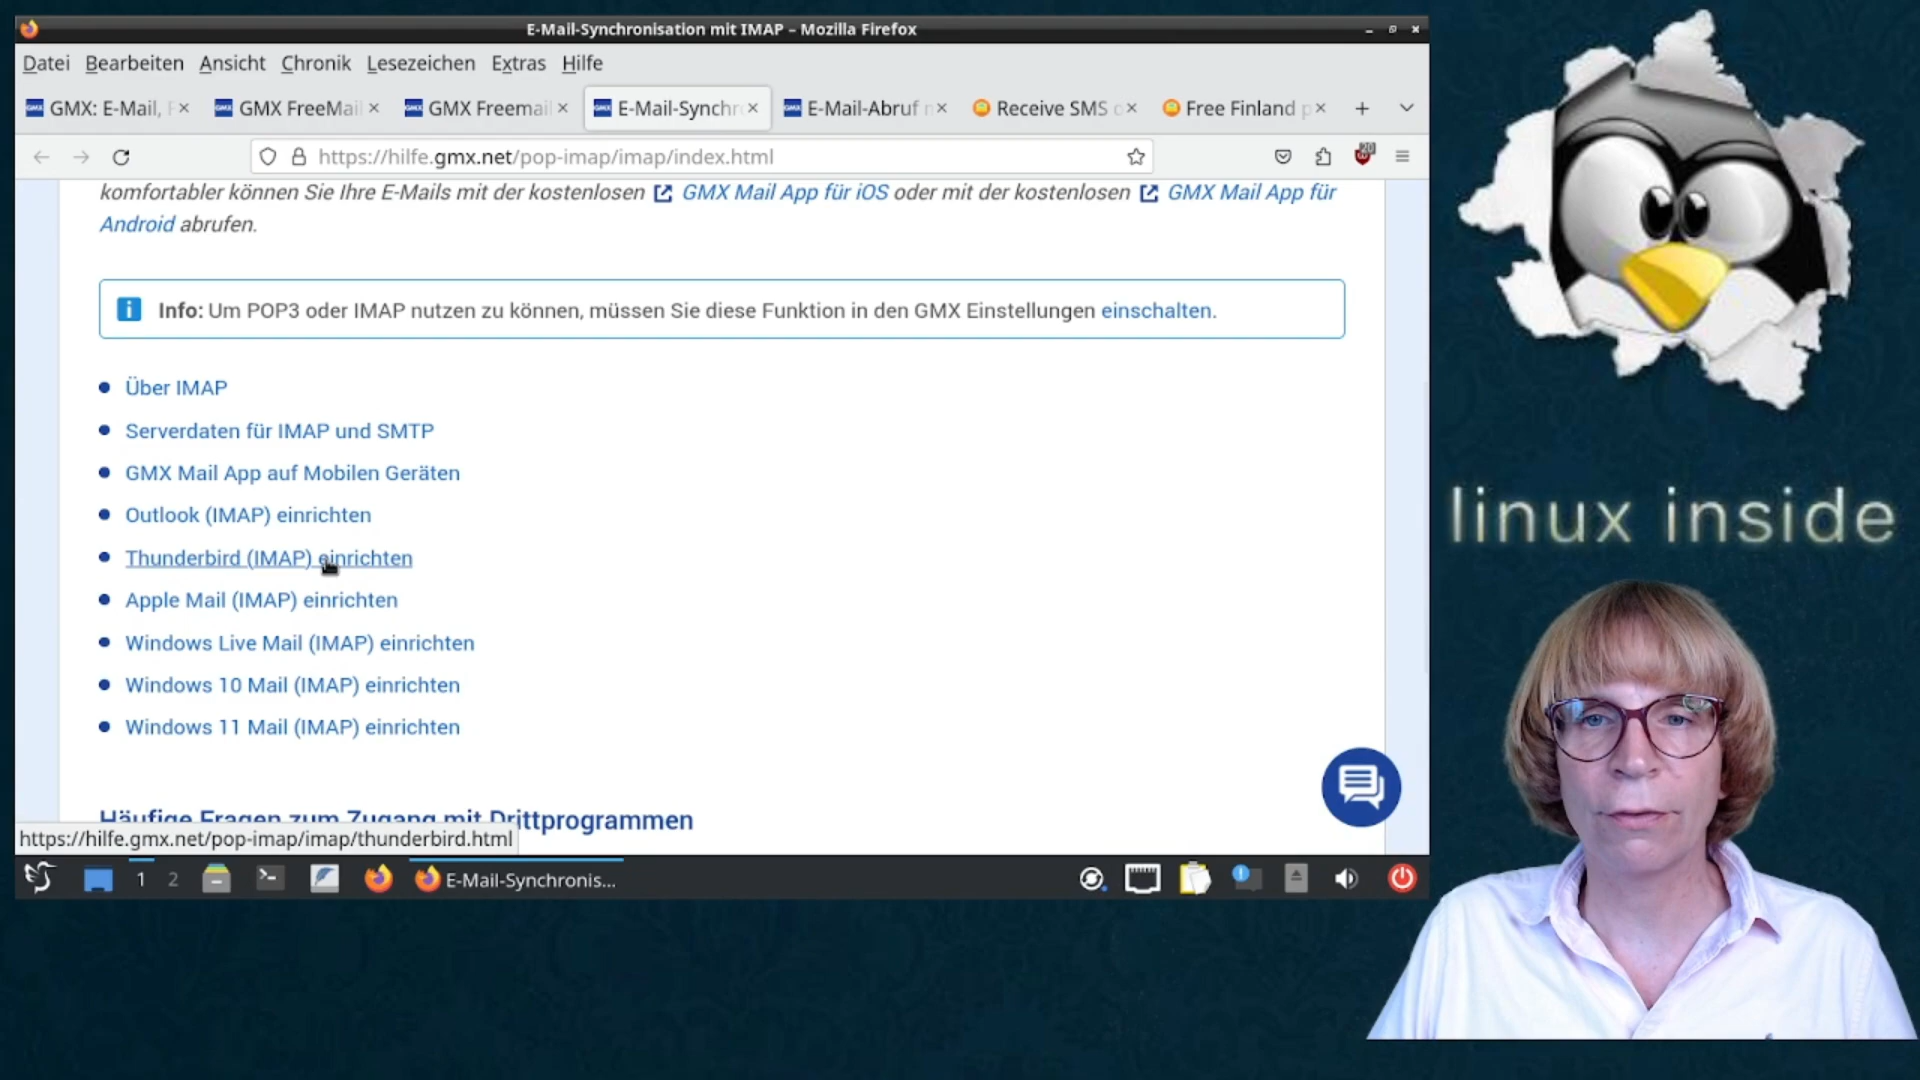 E-Mail-Synchronisation mit IMAP – Mozilla Firefox
Datei Bearbeiten Ansicht Chronik Lesezeichen Extras Hilfe
GMX: E-Mail, GMX FreeMail GMX Freemail E-Mail-Synchr E-Mail-Abruf Receive SMS Free Finland
https://hilfe.gmx.net/pop-imap/imap/index.html
20
komfortabler können Sie Ihre E-Mails mit der kostenlosen GMX Mail App für iOS oder mit der kostenlosen GMX Mail App für
Android abrufen.
Info: Um POP3 oder IMAP nutzen zu können, müssen Sie diese Funktion in den GMX Einstellungen einschalten.
Über IMAP
Serverdaten für IMAP und SMTP
GMX Mail App auf Mobilen Geräten
Outlook (IMAP) einrichten
Thunderbird (IMAP) einrichten
Apple Mail (IMAP) einrichten
Windows Live Mail (IMAP) einrichten
Windows 10 Mail (IMAP) einrichten
Windows 11 Mail (IMAP) einrichten
Häufige Fragen zum Zugang mit Drittprogrammen
https://hilfe.gmx.net/pop-imap/imap/thunderbird.html
1 2 E-Mail-Synchronis...
linux inside